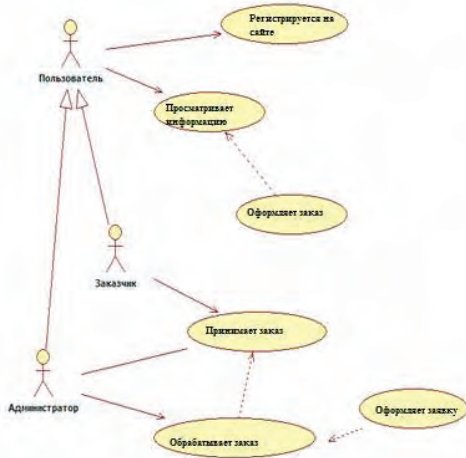 Регистрируется на
сайте
Пользователь
Просматривает
информацию
Оформляет заказ
Заказчик
Принимает заказ
Администратор
Оформляет заявку
Обрабатывает заказ